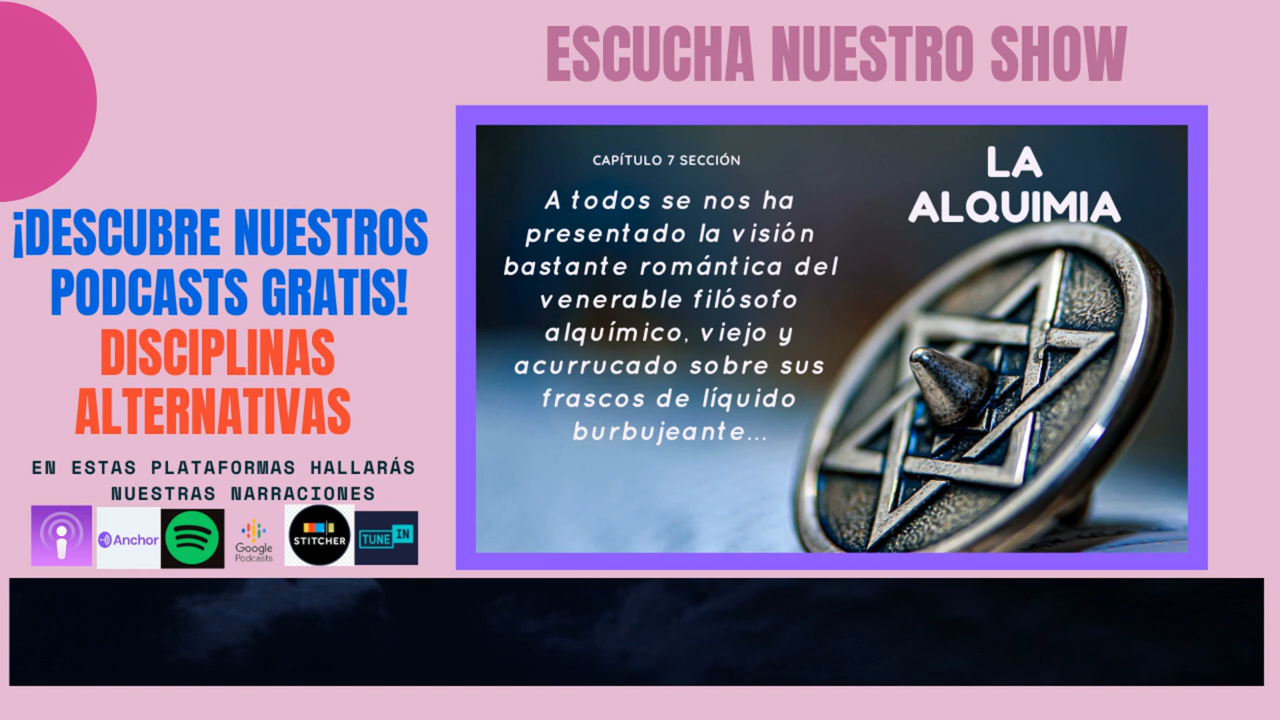 ESCUCHA NUESTRO SHOW
¡DESCUBRE NUESTROS
PODCASTS GRATIS!
DISCIPLINAS
ALTERNATIVAS
EN ESTAS PLATAFORMAS HALLARÁS
NUESTRAS NARRACIONES
Anchor
Google
Podcasts
STITCHER
TUNE IN
CAPÍTULO 7 SECCIÓN
A todos se nos ha
presentado la visión
bastante romántica del
venerable filósofo
alquímico, viejo y
acurrucado sobre sus
frascos de líquido
burbujeante...
LA
ALQUIMIA